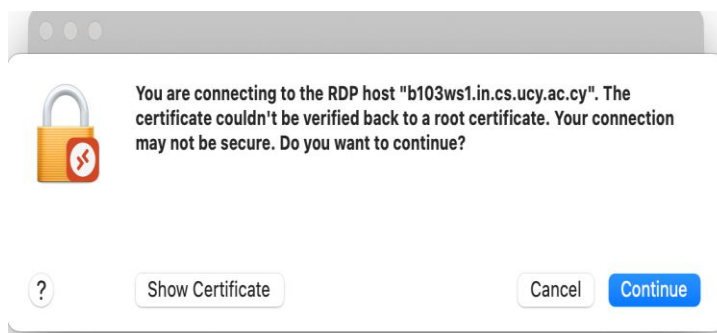 You are connecting to the RDP host "b103ws1.in.cs.ucy.ac.cy". The
certificate couldn't be verified back to a root certificate. Your connection
may not be secure. Do you want to continue?
? Show Certificate Cancel Continue